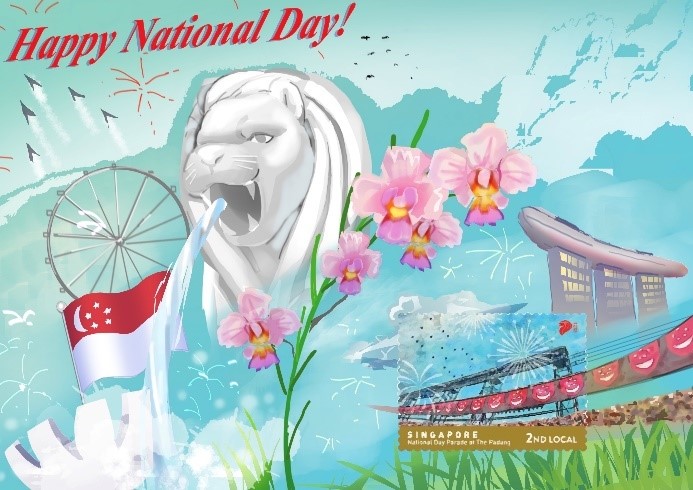 Happy National Day!
SINGAPORE
National Day Parade at The Padang
2ND LOCAL